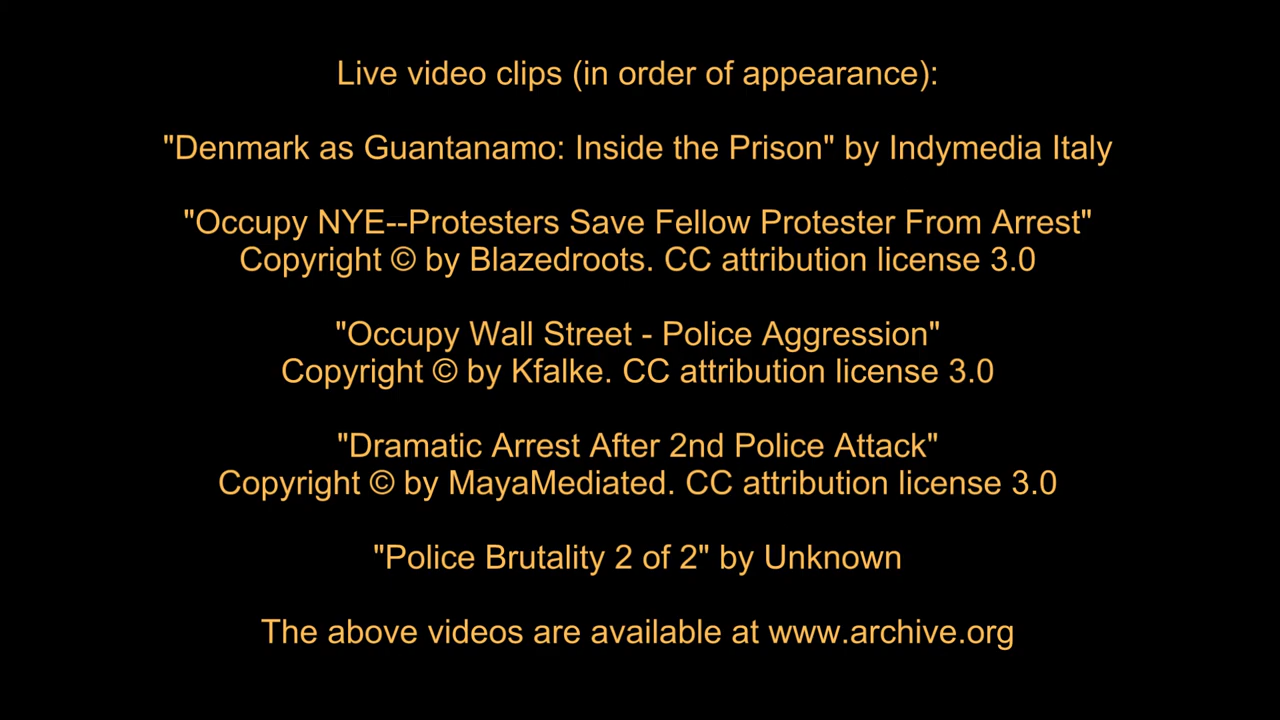 Live video clips (in order of appearance):
"Denmark as Guantanamo: Inside the Prison" by Indymedia Italy
"Occupy NYE--Protesters Save Fellow Protester From Arrest"
Copyright © by Blazedroots. CC attribution license 3.0
"Occupy Wall Street - Police Aggression"
Copyright © by Kfalke. CC attribution license 3.0
"Dramatic Arrest After 2nd Police Attack"
Copyright © by MayaMediated. CC attribution license 3.0
"Police Brutality 2 of 2" by Unknown
The above videos are available at www.archive.org